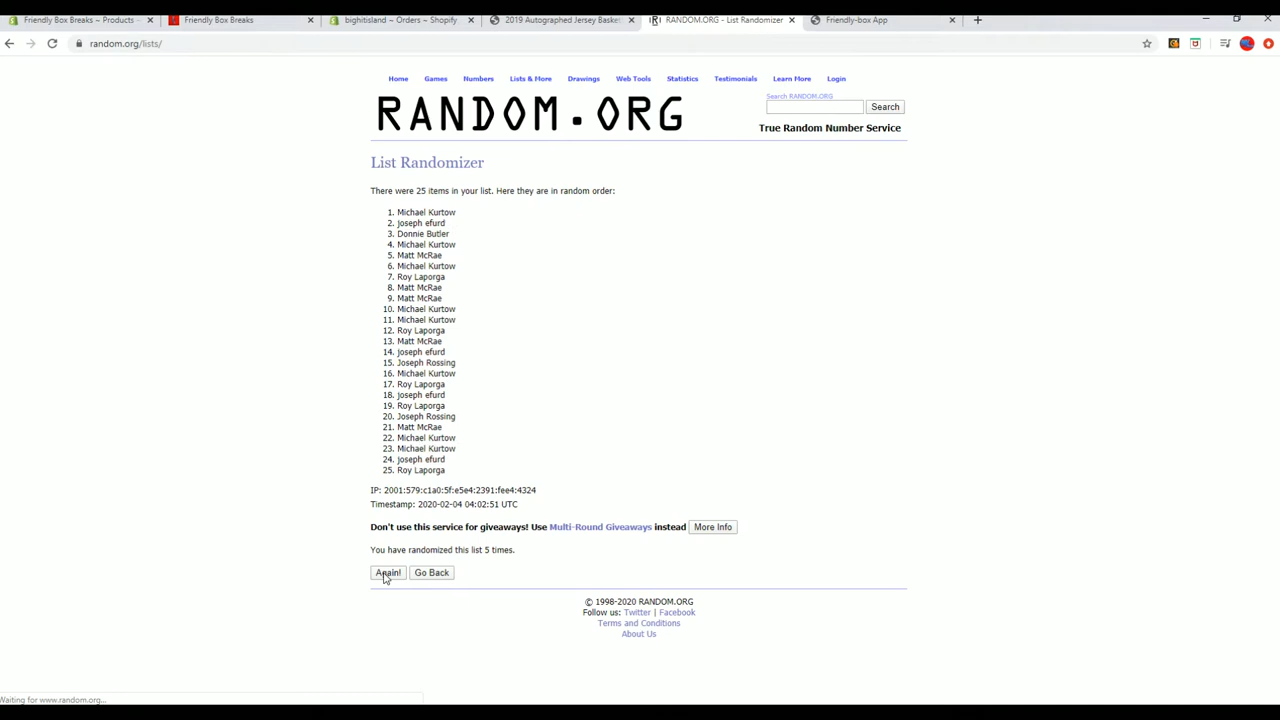 Friendly Box Breaks ~ Products ~
Friendly Box Breaks
bighitisland ~ Orders ~ Shopify
2019 Autographed Jersey Basket
RANDOM.ORG - List Randomizer
Friendly-box App
random.org/lists/
Home Games Numbers Lists & More Drawings Web Tools Statistics Testimonials Learn More Login
RANDOM.ORG
Search RANDOM.ORG
Search
True Random Number Service
List Randomizer
There were 25 items in your list. Here they are in random order:
1. Michael Kurtow
2. joseph efurd
3. Donnie Butler
4. Michael Kurtow
5. Matt McRae
6. Michael Kurtow
7. Roy Laporga
8. Matt McRae
9. Matt McRae
10. Michael Kurtow
11. Michael Kurtow
12. Roy Laporga
13. Matt McRae
14. joseph efurd
15. Joseph Rossing
16. Michael Kurtow
17. Roy Laporga
18. joseph efurd
19. Roy Laporga
20. Joseph Rossing
21. Matt McRae
22. Michael Kurtow
23. Michael Kurtow
24. joseph efurd
25. Roy Laporga
IP: 2001:579:c1a0:5f:e5e4:2391:fee4:4324
Timestamp: 2020-02-04 04:02:51 UTC
Don't use this service for giveaways! Use Multi-Round Giveaways instead More Info
You have randomized this list 5 times.
Again! Go Back
© 1998-2020 RANDOM.ORG
Follow us: Twitter | Facebook
Terms and Conditions
About Us
Waiting for www.random.org...